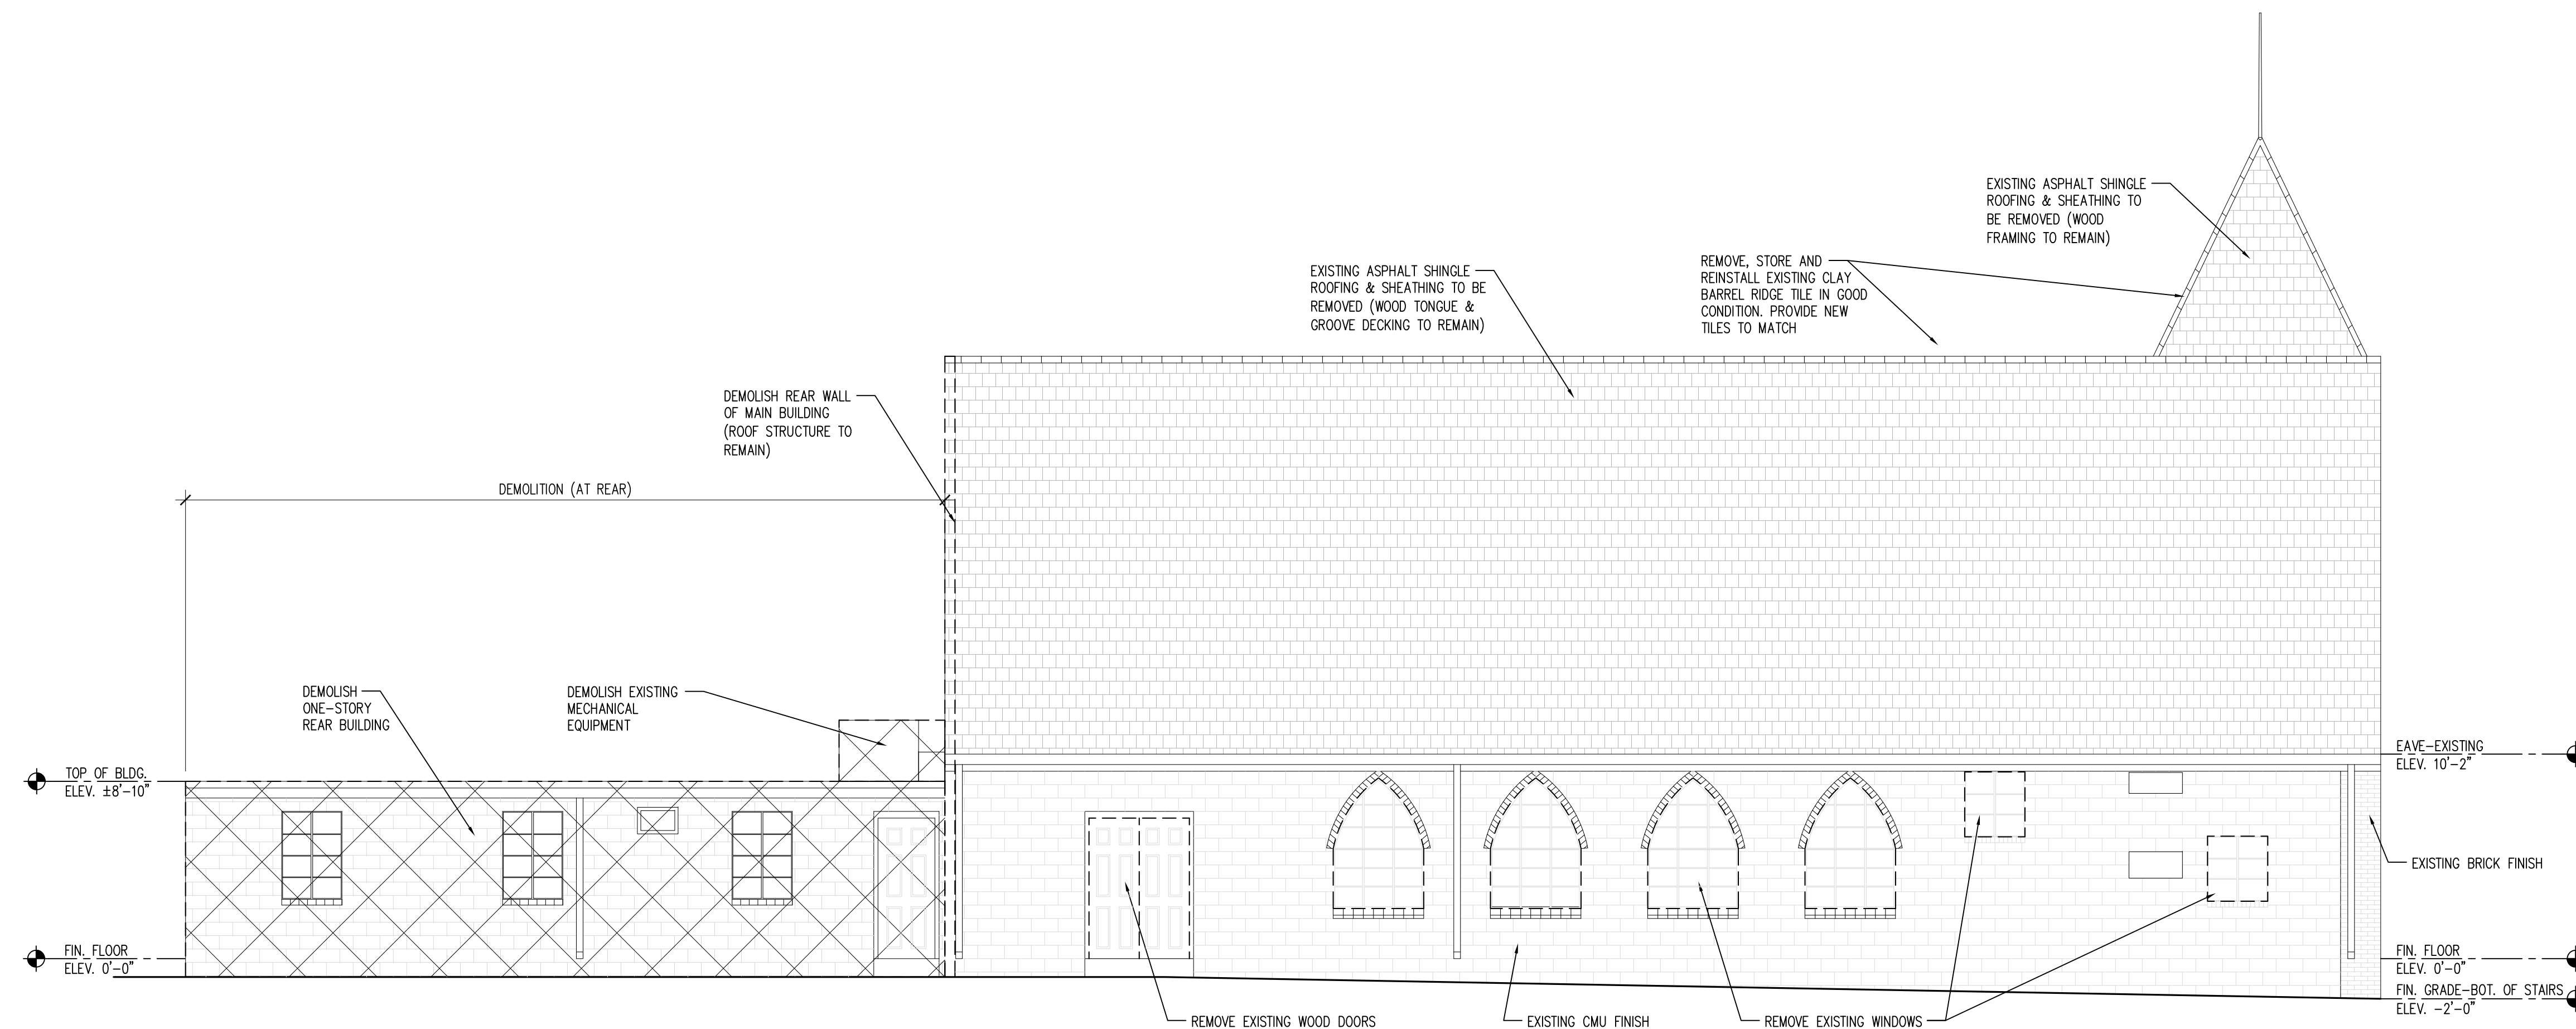 EXISTING ASPHALT SHINGLE
ROOFING & SHEATHING TO
BE REMOVED (WOOD
FRAMING TO REMAIN)
REMOVE, STORE AND
REINSTALL EXISTING CLAY
BARREL RIDGE TILE IN GOOD
CONDITION. PROVIDE NEW
TILES TO MATCH
EXISTING ASPHALT SHINGLE
ROOFING & SHEATHING TO BE
REMOVED (WOOD TONGUE &
GROOVE DECKING TO REMAIN)
DEMOLISH REAR WALL
OF MAIN BUILDING
(ROOF STRUCTURE TO
REMAIN)
DEMOLITION (AT REAR)
DEMOLISH
ONE-STORY
REAR BUILDING
DEMOLISH EXISTING
MECHANICAL
EQUIPMENT
TOP OF BLDG.
ELEV. ±8'-10"
EAVE-EXISTING
ELEV. 10'-2"
EXISTING BRICK FINISH
FIN. FLOOR
ELEV. 0'-0"
FIN. FLOOR
ELEV. 0'-0"
FIN. GRADE-BOT. OF STAIRS
ELEV. -2'-0"
REMOVE EXISTING WOOD DOORS
EXISTING CMU FINISH
REMOVE EXISTING WINDOWS